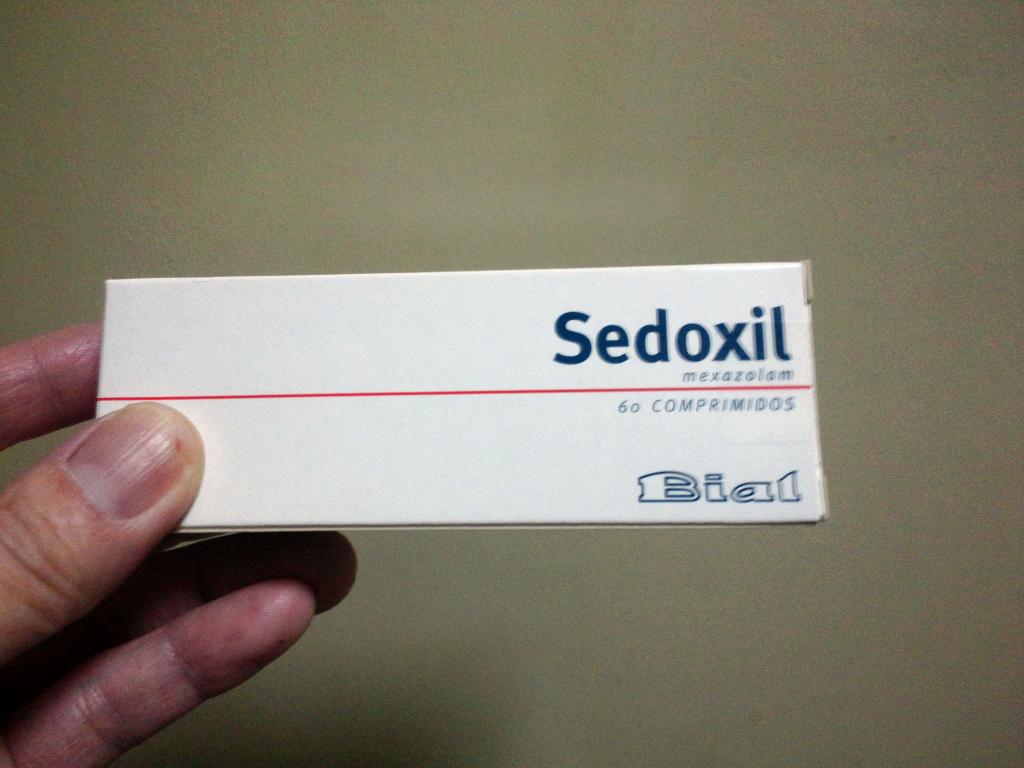 Sedoxil
mexazolam
60 COMPRIMIDOS
Bial